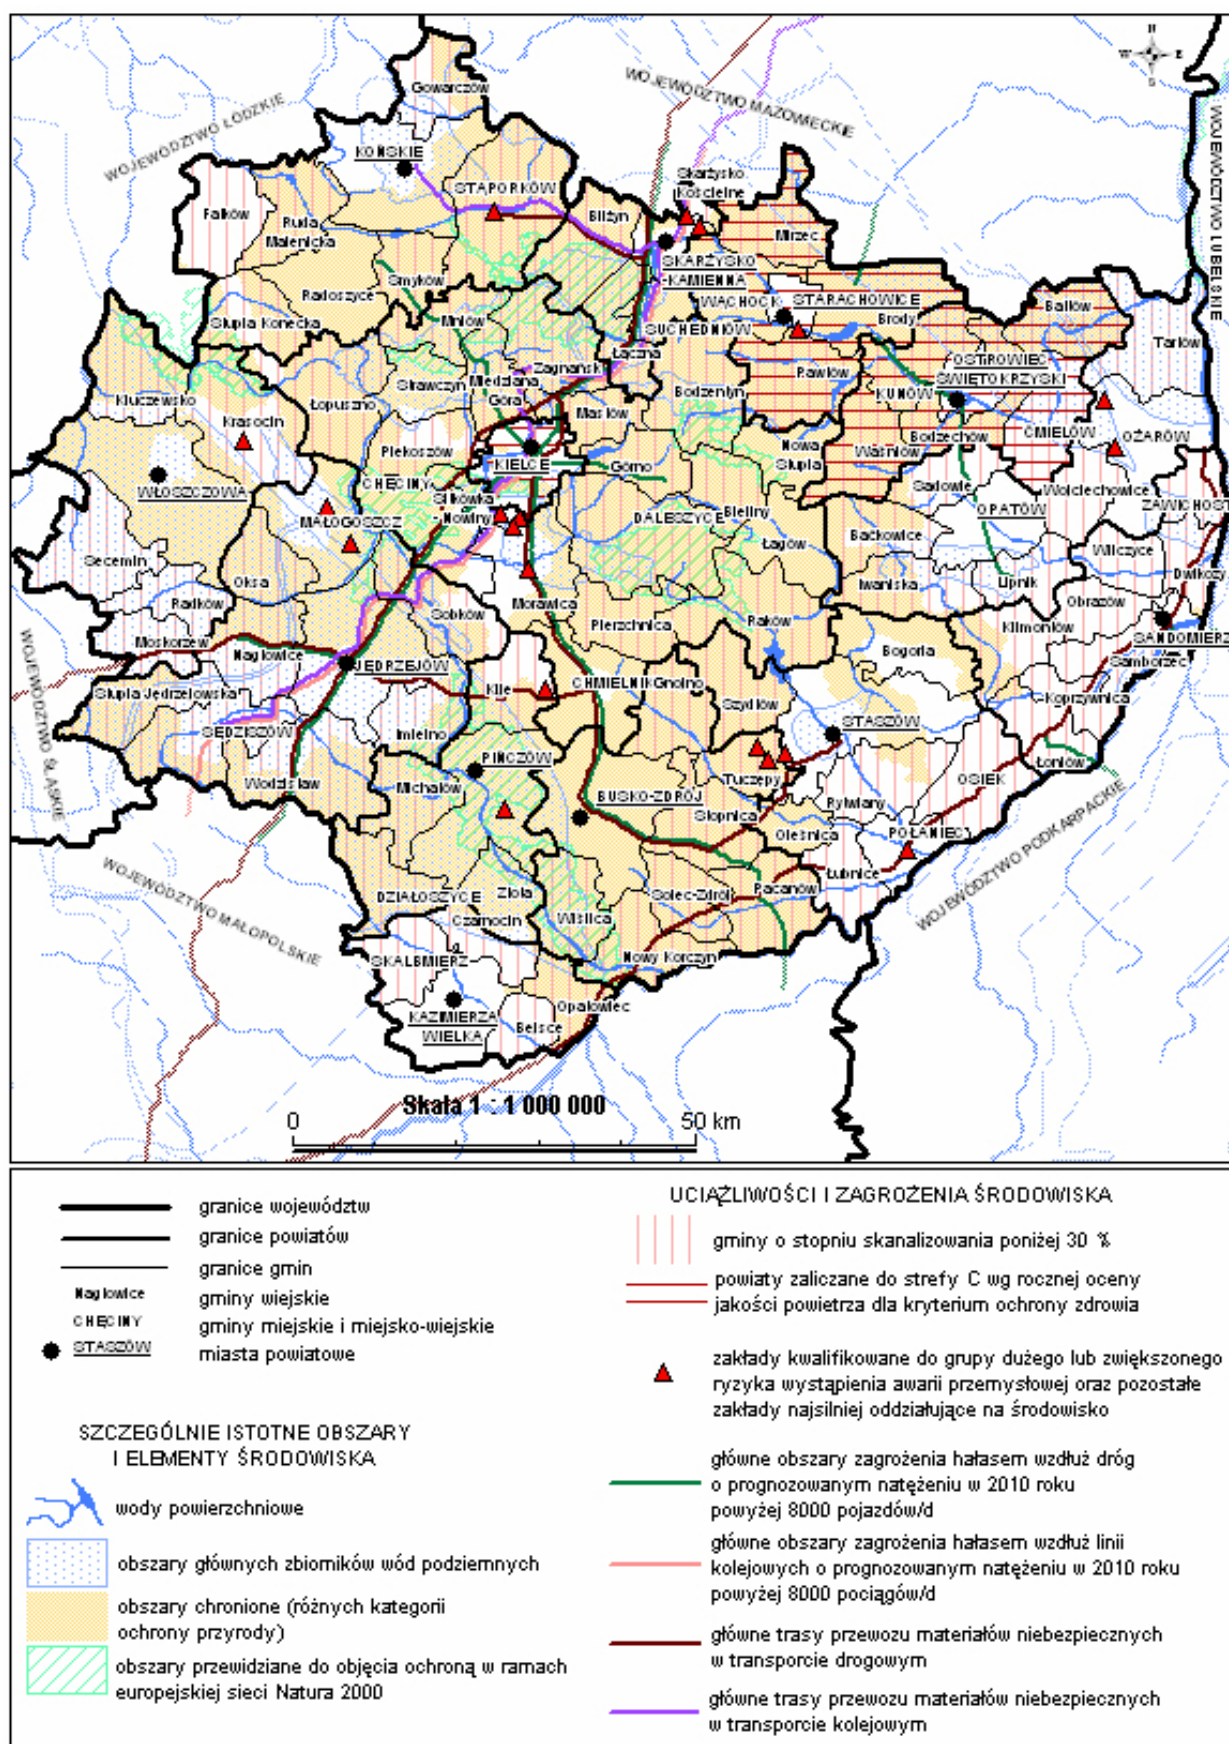 N
W E
S
WOJEWÓDZTWO ŁÓDZKIE
WOJEWÓDZTWO MAZOWIECKIE
WOJEWÓDZTWO LUBELSKIE
Gowarczów
KOŃSKIE
STĄPORKÓW
Skarżysko
Kościelne
Fałków
Ruda
Malenicka
Bliżyn
Mirzec
SKARŻYSKO
-KAMIENNA
Smyków
Radoszyce
WĄCHOCK
STARACHOWICE
Bałtów
Słupia Konecka
Mniów
SUCHEDNIÓW
Brody
Tarłów
Łączna
Zagnańsk
OSTROWIEC
ŚWIĘTOKRZYSKI
Strawczyn
Miedziana
Góra
Bodzentyn
Pawłów
Kluczewsko
Łopuszno
Masłów
KUNÓW
Krasocin
Piekoszów
Nowa
Słupia
Bodzechów
ĆMIELÓW
OŻARÓW
KIELCE
Górno
Waśniów
WŁOSZCZOWA
CHĘCINY
Sadowie
Wojciechowice
Sitkówka
- Nowiny
MAŁOGOSZCZ
DALESZYCE
Bieliny
OPATÓW
ZAWICHOST
Łagów
Baćkowice
Wilczyce
Secemin
Oksa
Iwaniska
Lipnik
Dwikozy
Radków
Sobków
Morawica
Obrazów
Pierzchnica
Raków
Klimontów
Moskorzew
SANDOMIERZ
Nagłowice
Bogoria
Samborzec
JĘDRZEJÓW
Słupia Jędrzejowska
Kije
CHMIELNIK
Gnojno
Koprzywnica
Szydłów
STASZÓW
SĘDZISZÓW
Imielno
PIŃCZÓW
Łoniów
Wodzisław
Michałów
Tuczępy
OSIEK
BUSKO-ZDRÓJ
Rytwiany
Stopnica
Oleśnica
POŁANIEC
WOJEWÓDZTWO ŚLĄSKIE
WOJEWÓDZTWO PODKARPACKIE
Łubnice
WOJEWÓDZTWO MAŁOPOLSKIE
DZIAŁOSZYCE
Złota
Solec-Zdrój
Pacanów
Czarnocin
Wiślica
SKALBMIERZ
Nowy Korczyn
KAZIMIERZA
WIELKA
Opatowiec
Bejsce
Skala 1 : 1 000 000
0 50 km
granice województw
granice powiatów
granice gmin
Nagłowice gminy wiejskie
CHĘCINY gminy miejskie i miejsko-wiejskie
STASZÓW miasta powiatowe
SZCZEGÓLNIE ISTOTNE OBSZARY
I ELEMENTY ŚRODOWISKA
wody powierzchniowe
obszary głównych zbiorników wód podziemnych
obszary chronione (różnych kategorii
ochrony przyrody)
obszary przewidziane do objęcia ochroną w ramach
europejskiej sieci Natura 2000
UCIĄŻLIWOŚCI I ZAGROŻENIA ŚRODOWISKA
gminy o stopniu skanalizowania poniżej 30 %
powiaty zaliczane do strefy C wg rocznej oceny
jakości powietrza dla kryterium ochrony zdrowia
zakłady kwalifikowane do grupy dużego lub zwiększonego
ryzyka wystąpienia awarii przemysłowej oraz pozostałe
zakłady najsilniej oddziałujące na środowisko
główne obszary zagrożenia hałasem wzdłuż dróg
o prognozowanym natężeniu w 2010 roku
powyżej 8000 pojazdów/d
główne obszary zagrożenia hałasem wzdłuż linii
kolejowych o prognozowanym natężeniu w 2010 roku
powyżej 8000 pociągów/d
główne trasy przewozu materiałów niebezpiecznych
w transporcie drogowym
główne trasy przewozu materiałów niebezpiecznych
w transporcie kolejowym